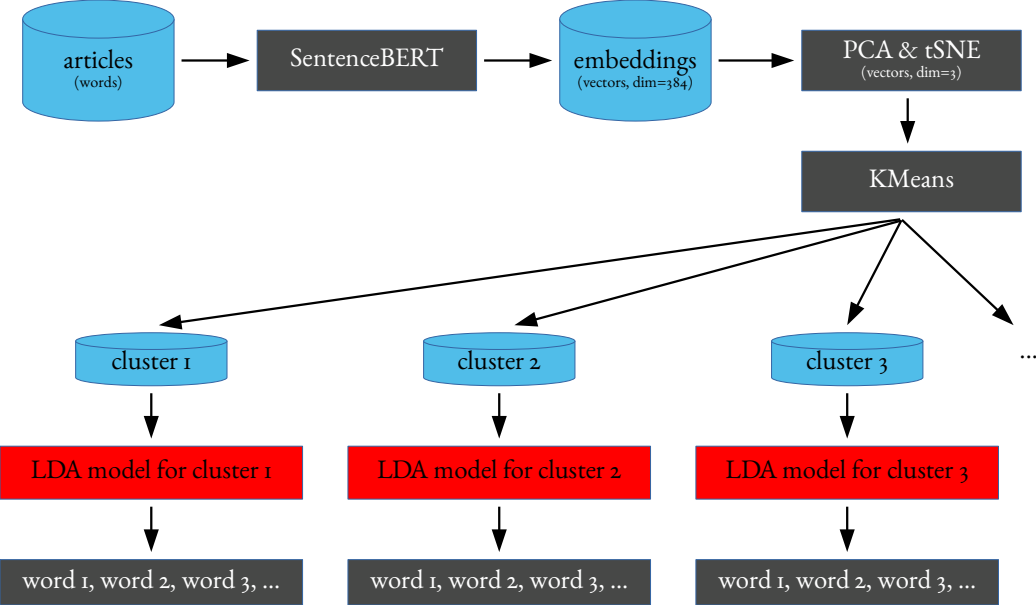 articles
(words)
SentenceBERT
embeddings
(vectors, dim=384)
PCA & tSNE
(vectors, dim=3)
KMeans
cluster 1
cluster 2
cluster 3
...
LDA model for cluster 1
LDA model for cluster 2
LDA model for cluster 3
word 1, word 2, word 3, ...
word 1, word 2, word 3, ...
word 1, word 2, word 3, ...